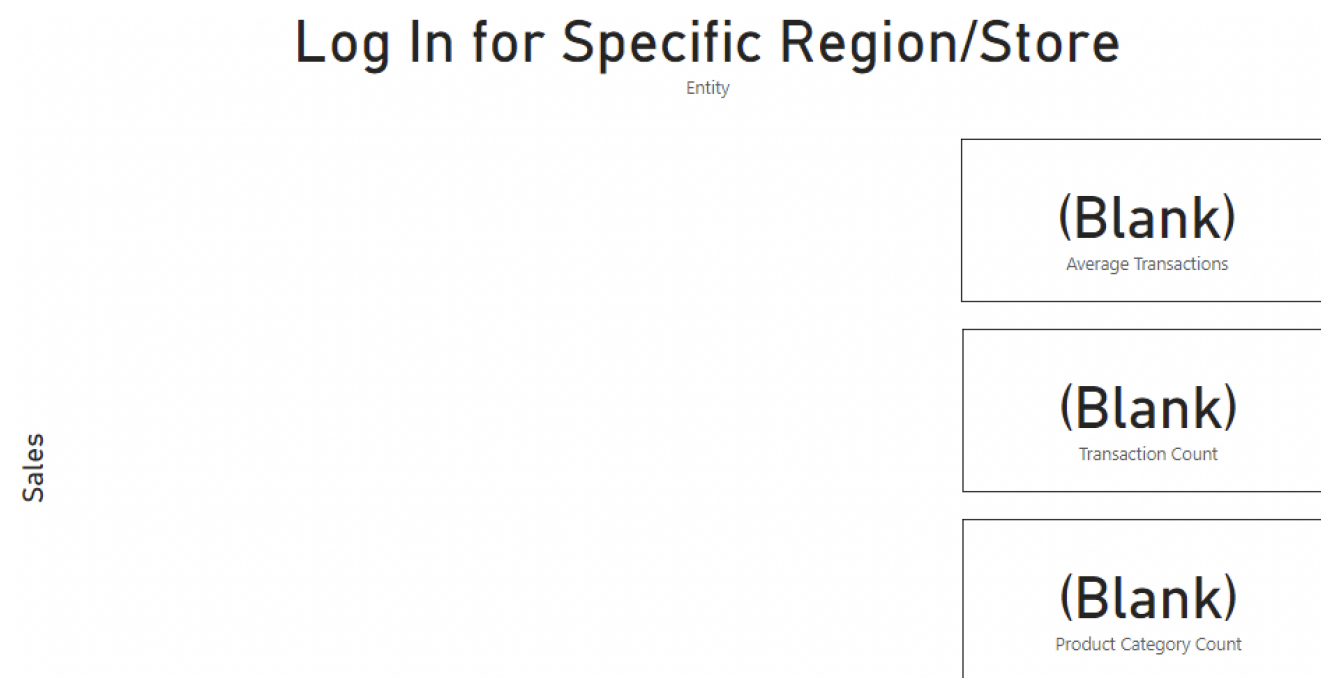 Log In for Specific Region/Store
Entity
(Blank)
Average Transactions
(Blank)
Transaction Count
Sales
(Blank)
Product Category Count